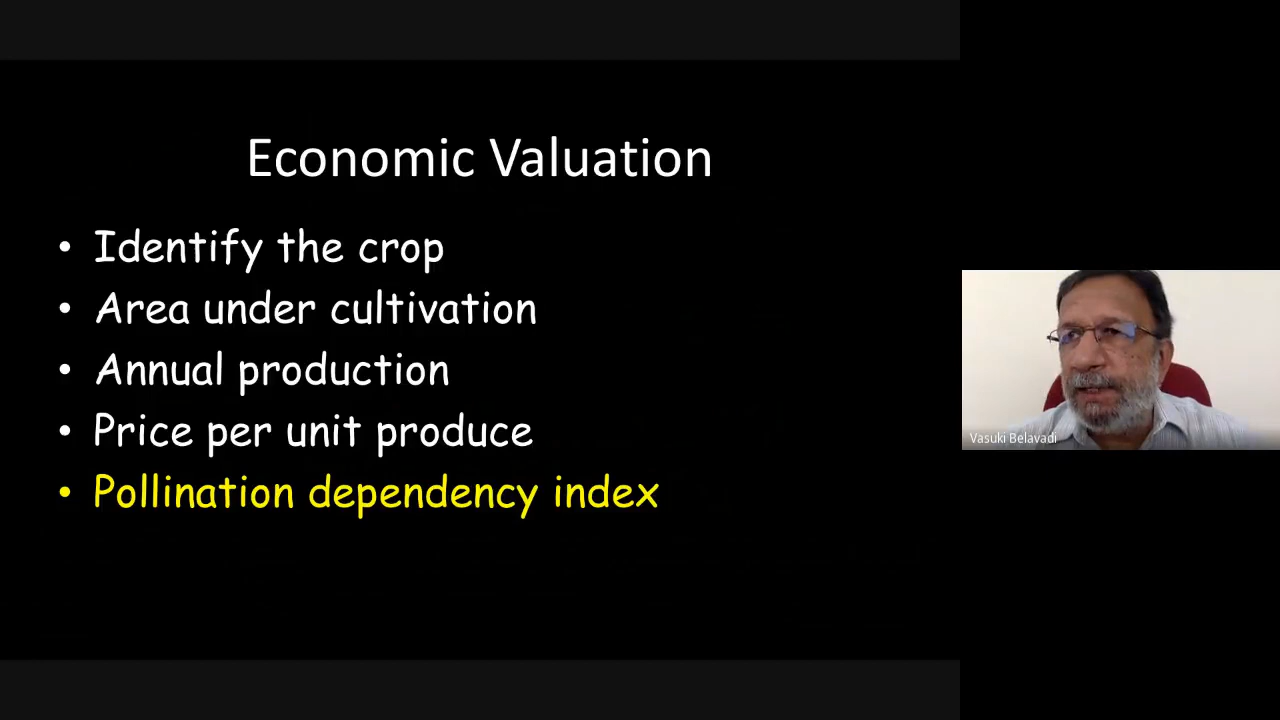 Economic Valuation
• Identify the crop
• Area under cultivation
• Annual production
• Price per unit produce
• Pollination dependency index
Vasuki Belavadi